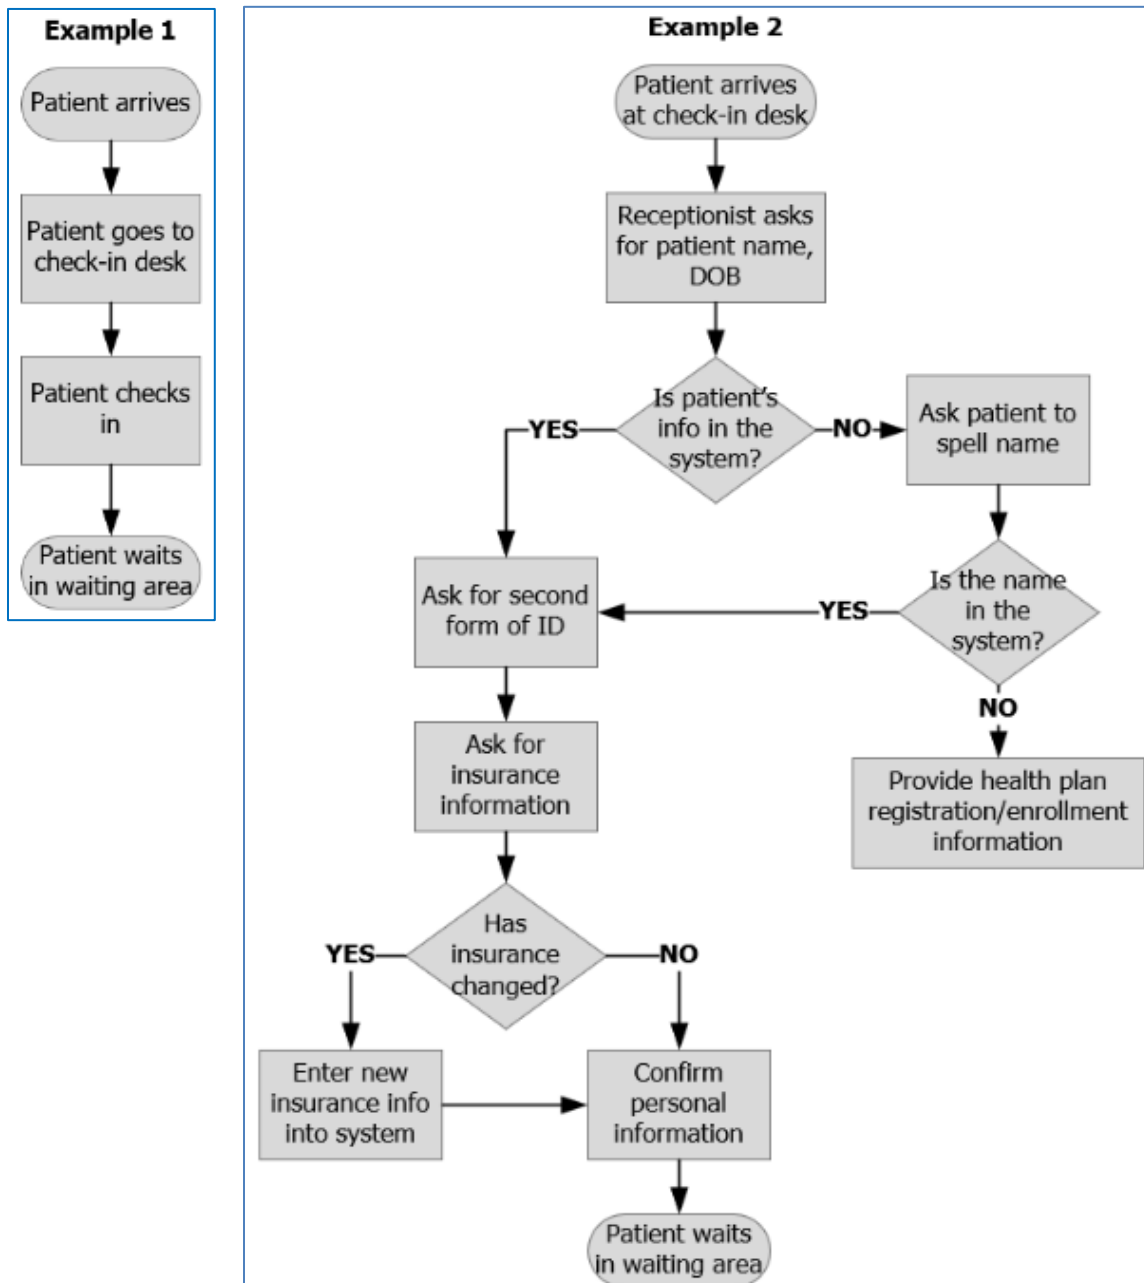 Example 1
Patient arrives
Patient goes to
check-in desk
Patient checks
in
Patient waits
in waiting area
Example 2
Patient arrives
at check-in desk
Receptionist asks
for patient name,
DOB
Is patient's
info in the
system?
YES
NO
Ask patient to
spell name
Is the name
in the
system?
YES
NO
Provide health plan
registration/enrollment
information
Ask for second
form of ID
Ask for
insurance
information
Has
insurance
changed?
YES
NO
Enter new
insurance info
into system
Confirm
personal
information
Patient waits
in waiting area